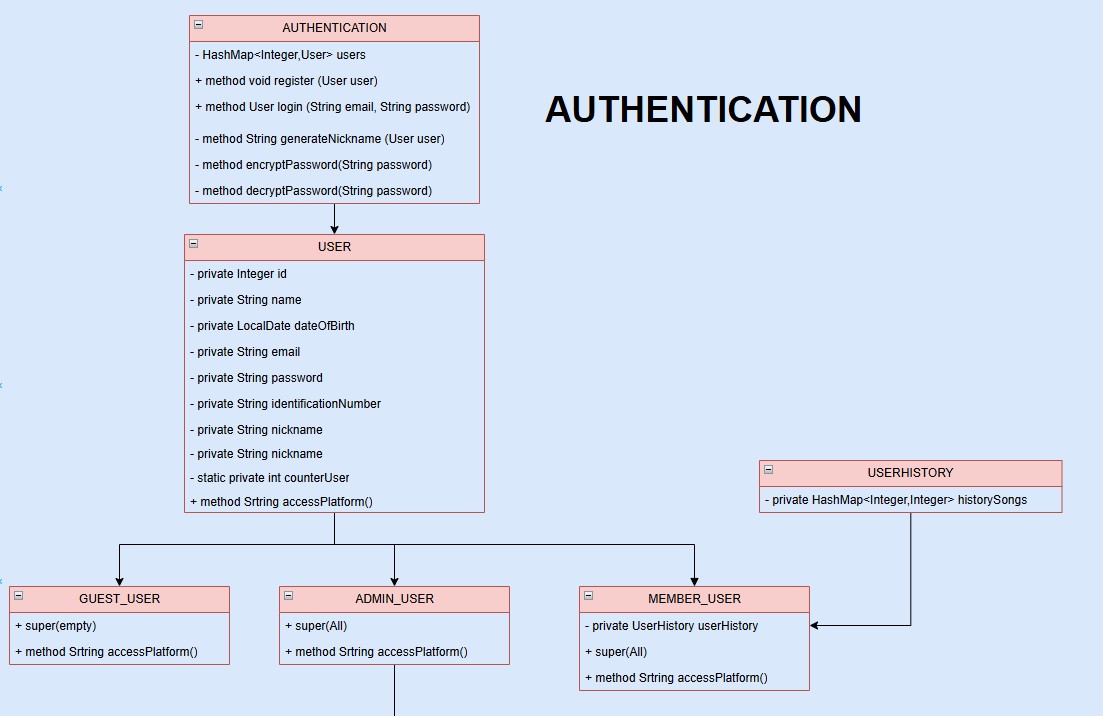 AUTHENTICATION
- HashMap<Integer,User> users
+ method void register (User user)
+ method User login (String email, String password)
- method String generateNickname (User user)
- method encryptPassword(String password)
- method decryptPassword(String password)
AUTHENTICATION
USER
- private Integer id
- private String name
- private LocalDate dateOfBirth
- private String email
- private String password
- private String identificationNumber
- private String nickname
- private String nickname
- static private int counterUser
+ method Srtring accessPlatform()
USERHISTORY
- private HashMap<Integer,Integer> historySongs
GUEST_USER
+ super(empty)
+ method Srtring accessPlatform()
ADMIN_USER
+ super(All)
+ method Srtring accessPlatform()
MEMBER_USER
- private UserHistory userHistory
+ super(All)
+ method Srtring accessPlatform()